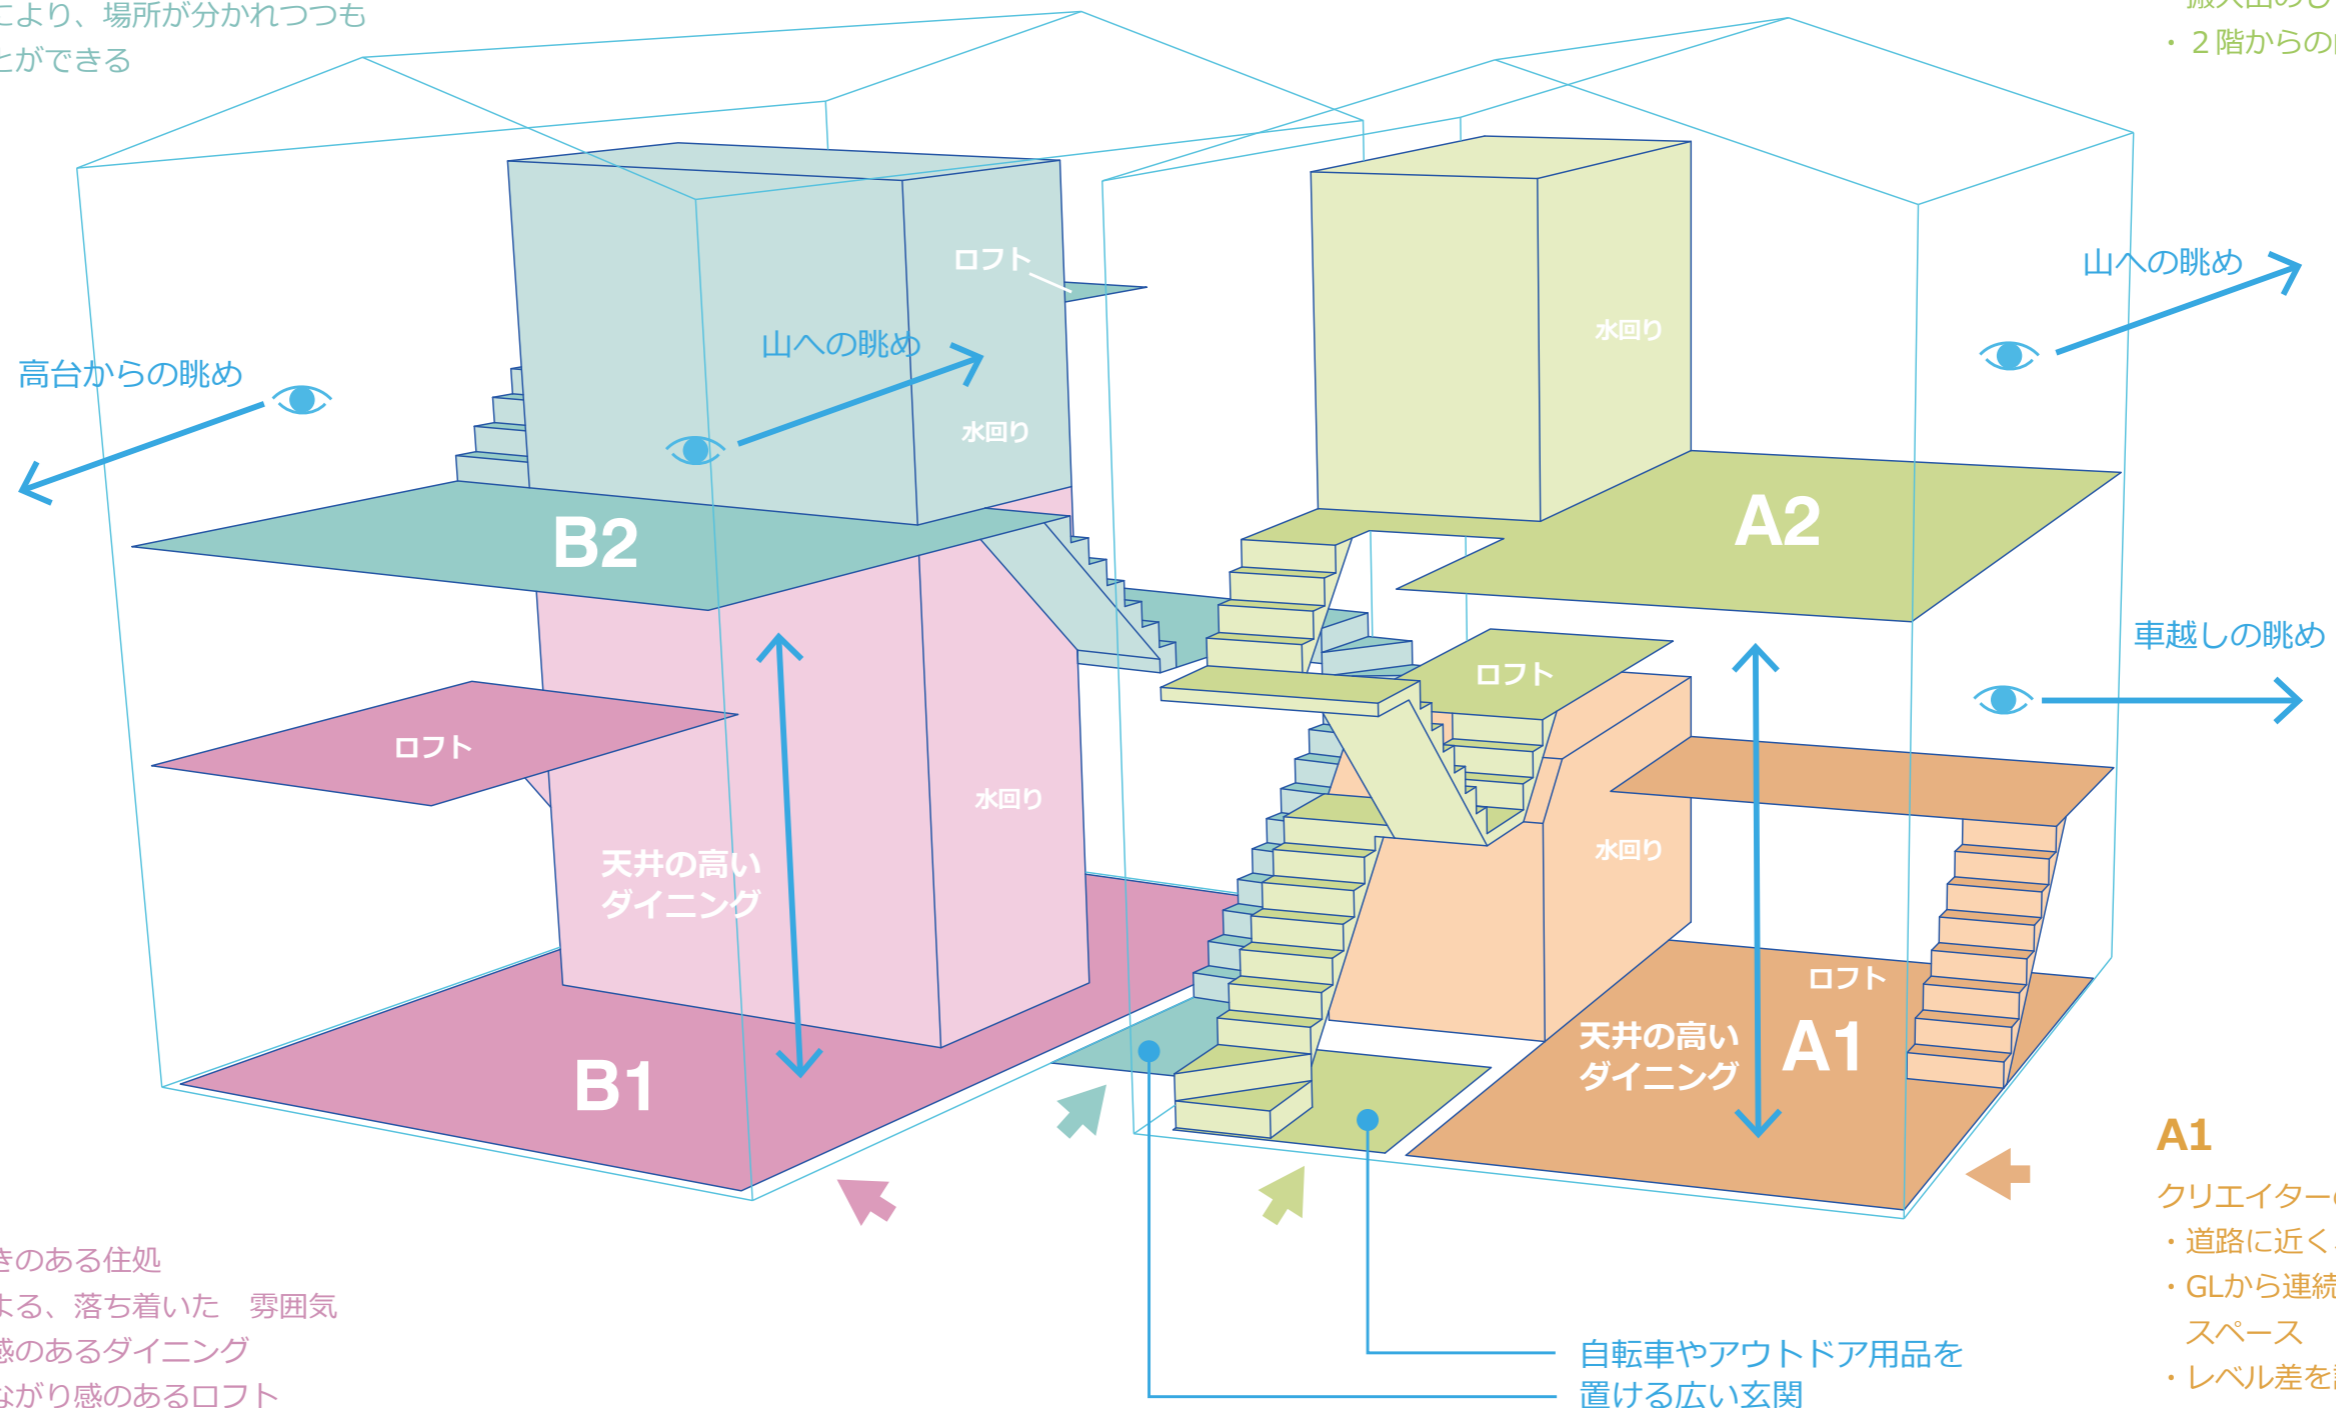 により、場所が分かれつつも
とができる
・２階からの
ロフト
山への眺め
高台からの眺め
山への眺め
水回り
水回り
B2
A2
車越しの眺め
ロフト
ロフト
水回り
水回り
天井の高い
ダイニング
ロフト
天井の高い
ダイニング
A1
B1
A1
クリエイターの
・道路に近く
・GLから連続
スペース
・レベル差を
きのある住処
よる、落ち着いた　雰囲気
感のあるダイニング
ながり感のあるロフト
自転車やアウトドア用品を
置ける広い玄関